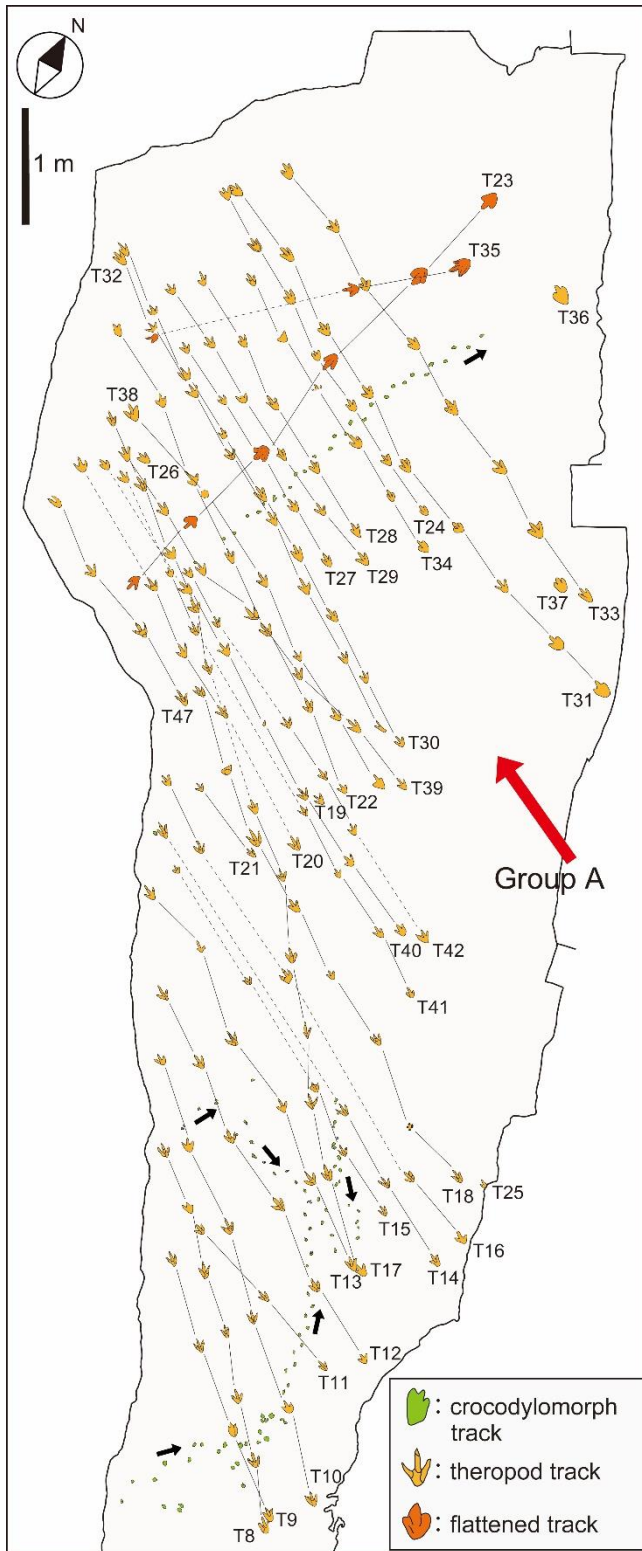 N
1 m
T23
T35
T32
T36
T38
T26
T24
T28
T34
T27
T29
T37
T33
T47
T31
T30
T39
T22
T19
T21
T20
Group A
T40
T42
T41
T18
T25
T15
T16
T13
T17
T14
T12
T11
T10
T9
T8
: crocodylomorph
track
: theropod track
: flattened track